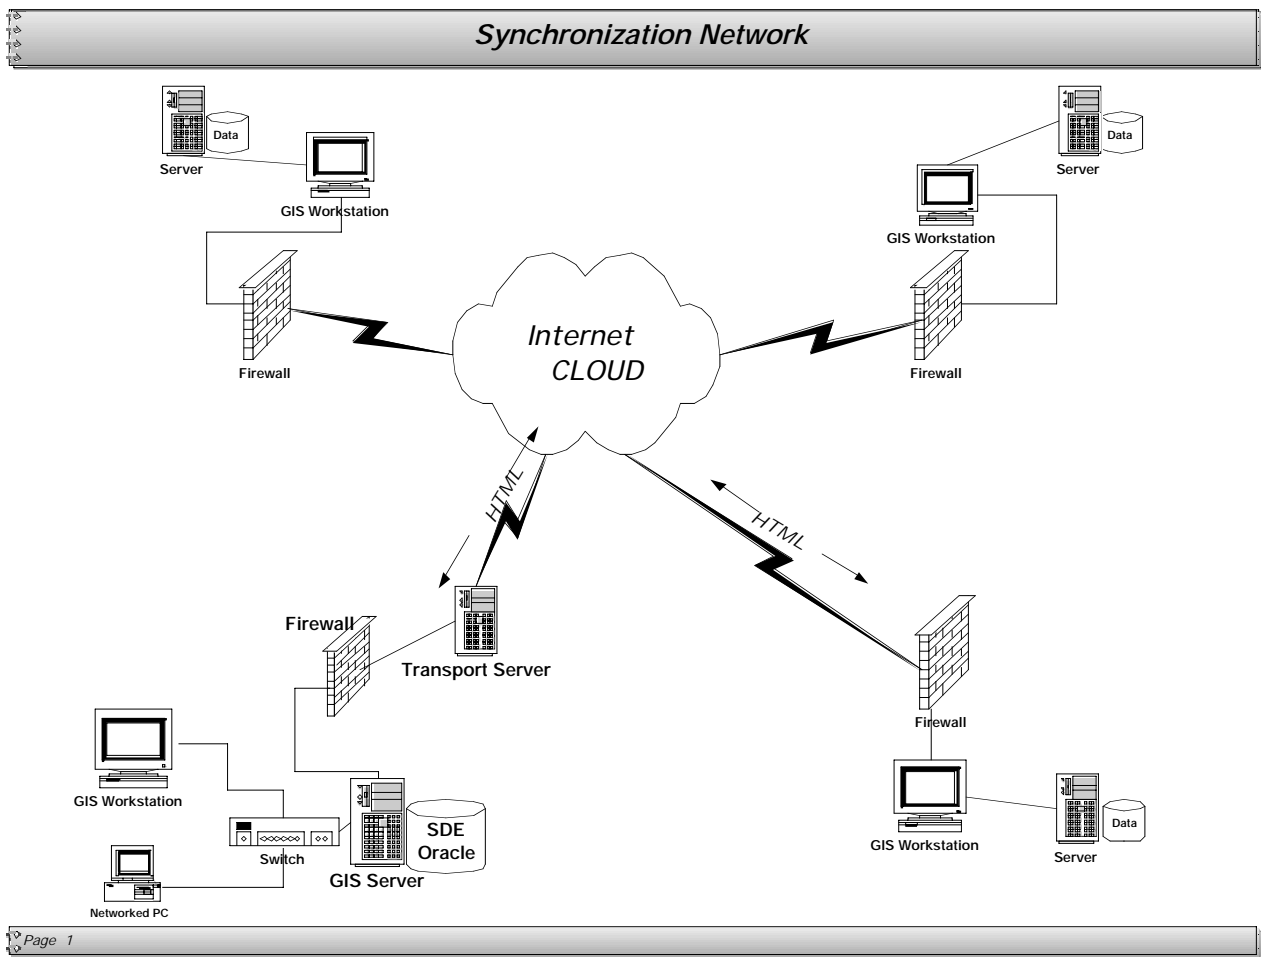 Synchronization Network
Data
Server
GIS Workstation
Data
Server
GIS Workstation
Firewall
Internet
CLOUD
Firewall
HTML
HTML
Firewall
Transport Server
Firewall
GIS Workstation
SDE
Oracle
Switch
GIS Server
Networked PC
GIS Workstation
Data
Server
Page 1